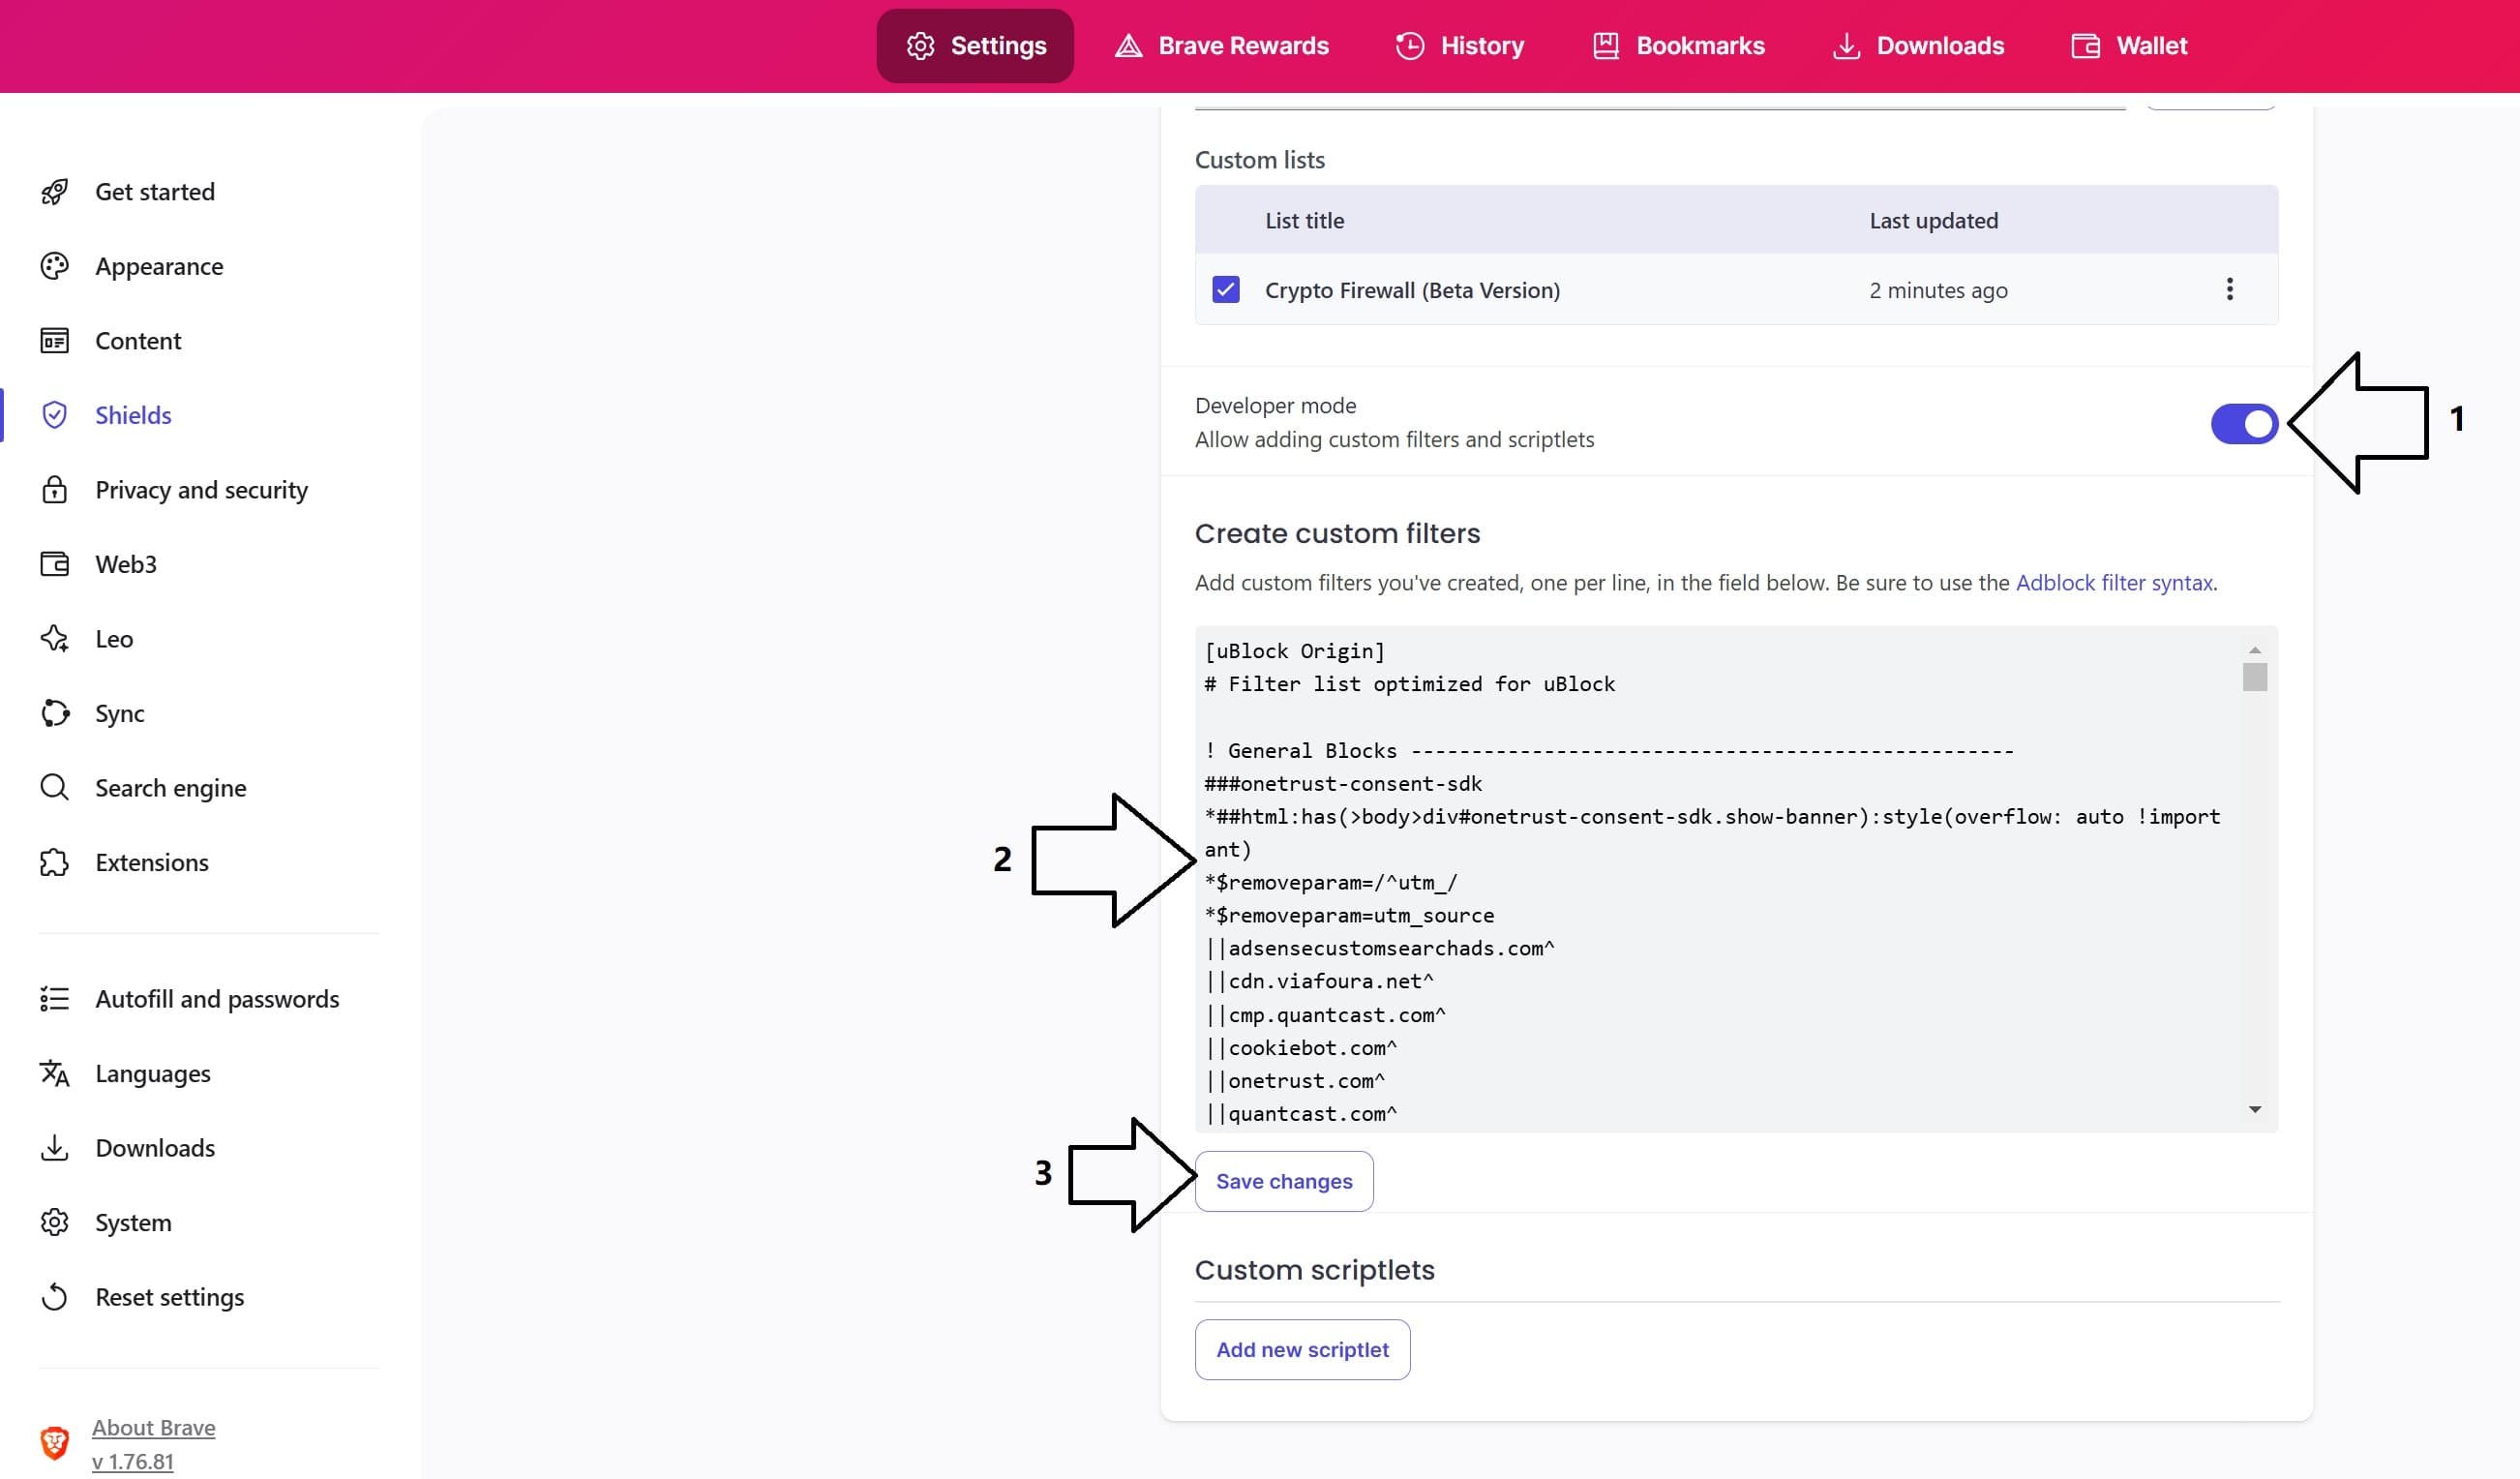 Settings
Brave Rewards
History
Bookmarks
Downloads
Wallet
Get started
Appearance
Content
Shields
Privacy and security
Web3
Leo
Sync
Search engine
Extensions
Autofill and passwords
Languages
Downloads
System
Reset settings
About Brave
v 1.76.81
Custom lists
List title Last updated
Crypto Firewall (Beta Version) 2 minutes ago
Developer mode
Allow adding custom filters and scriptlets
1
Create custom filters
Add custom filters you've created, one per line, in the field below. Be sure to use the Adblock filter syntax.
[uBlock Origin]
# Filter list optimized for uBlock
! General Blocks --------------------------------------------------
###onetrust-consent-sdk
*##html:has(>body>div#onetrust-consent-sdk.show-banner):style(overflow: auto !import
ant)
2
*$removeparam=/^utm_/
*$removeparam=utm_source
||adsensecustomsearchads.com^
||cdn.viafoura.net^
||cmp.quantcast.com^
||cookiebot.com^
||onetrust.com^
||quantcast.com^
3
Save changes
Custom scriptlets
Add new scriptlet